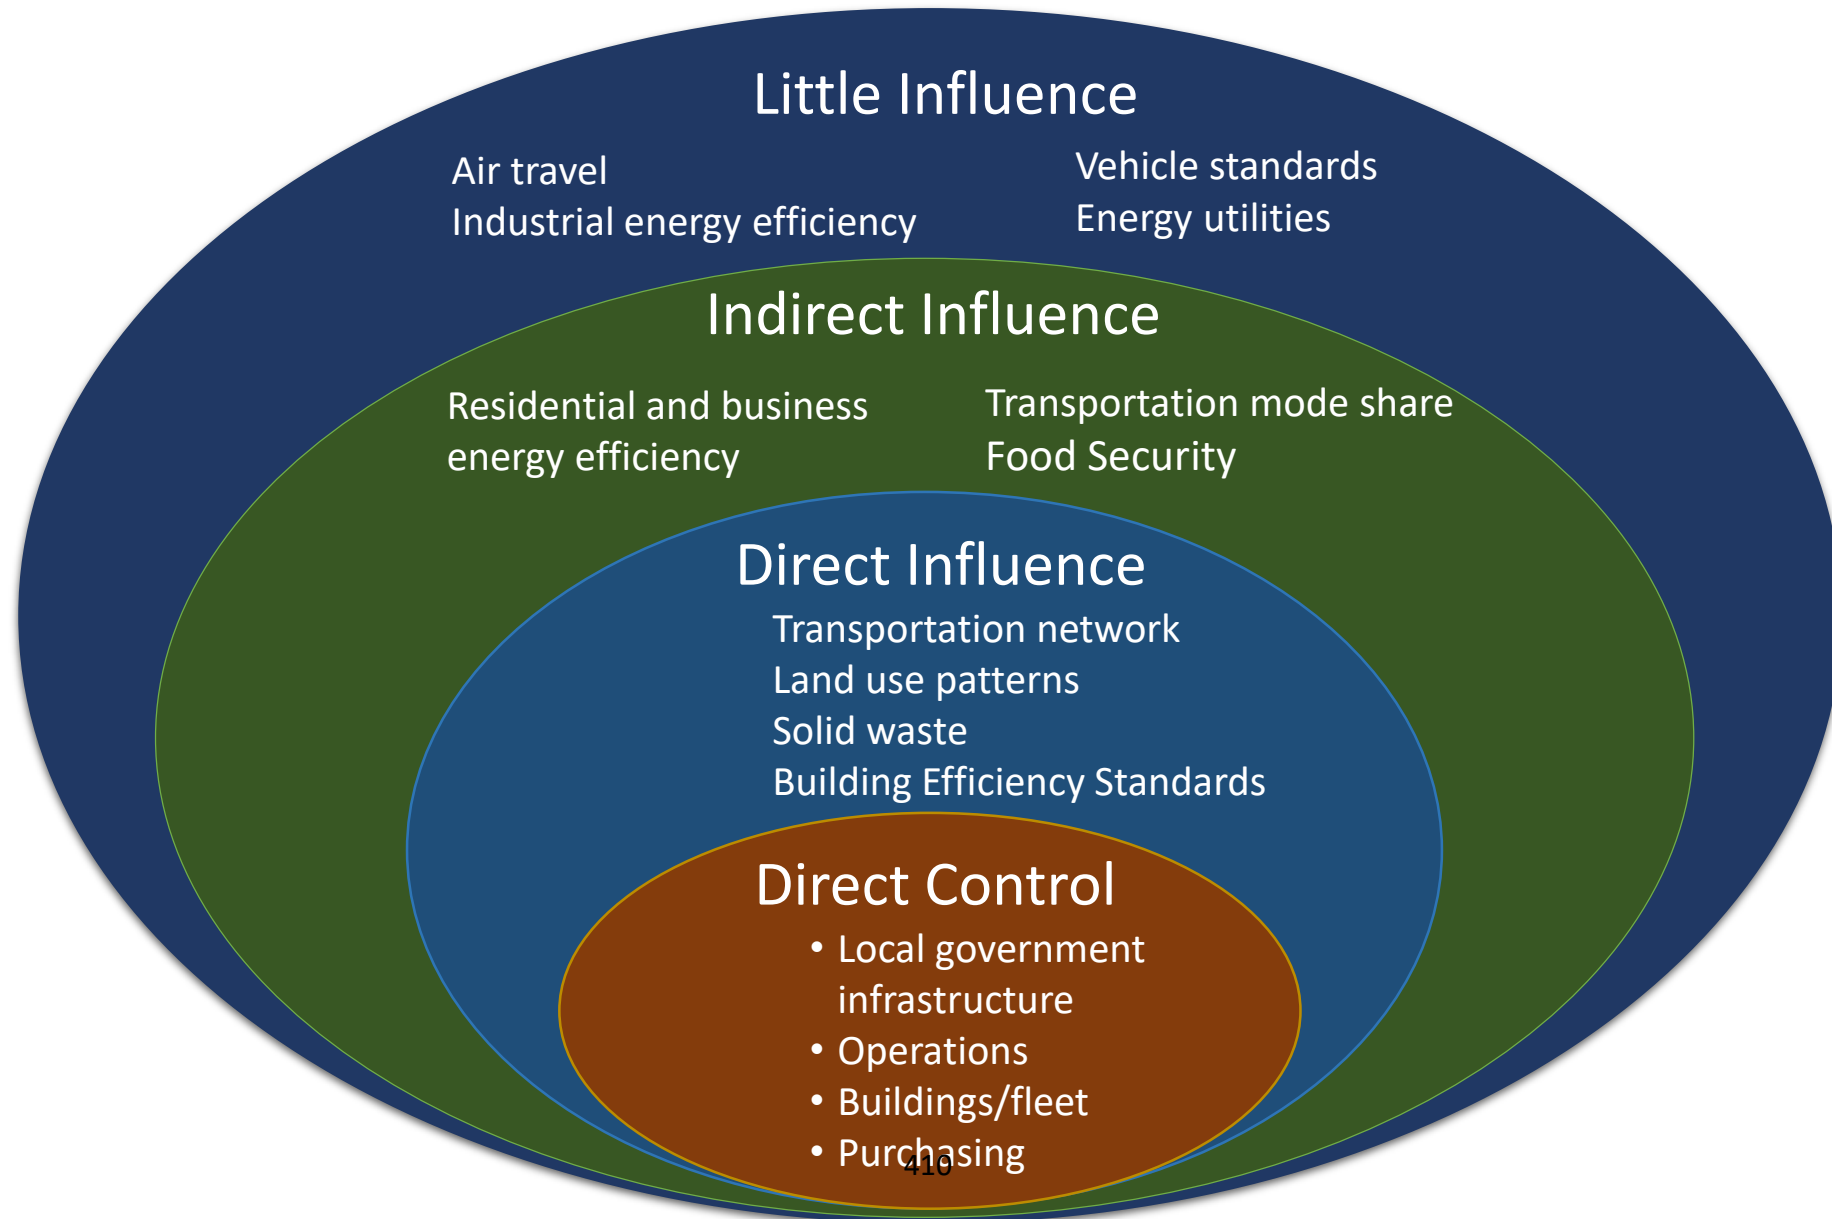 Little Influence
Air travel
Industrial energy efficiency
Vehicle standards
Energy utilities
Indirect Influence
Residential and business
energy efficiency
Transportation mode share
Food Security
Direct Influence
Transportation network
Land use patterns
Solid waste
Building Efficiency Standards
Direct Control
• Local government
infrastructure
• Operations
• Buildings/fleet
• Purchasing
410